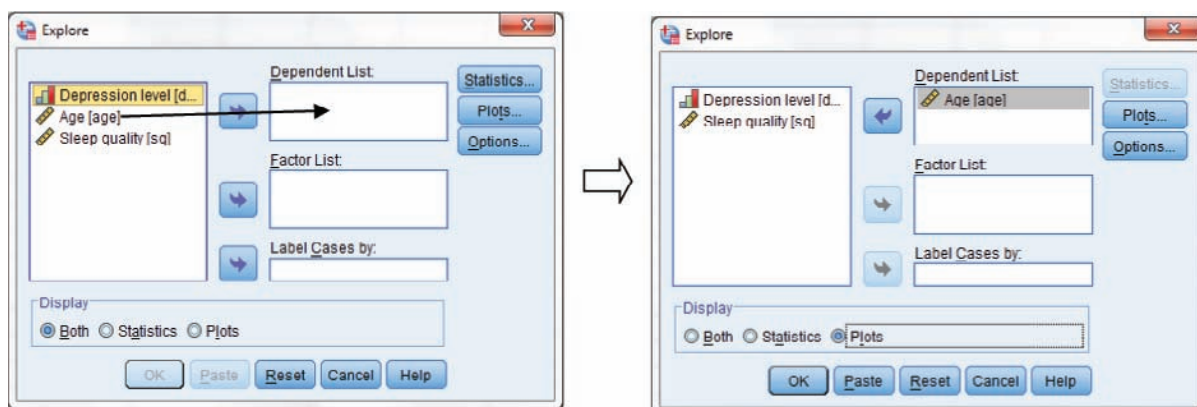 Explore
Dependent List:
Depression level [d...
Age [age]
Sleep quality [sq]
Statistics...
Plots...
Options...
Factor List:
Label Cases by:
Display
Both Statistics Plots
OK Paste Reset Cancel Help
Explore
Dependent List:
Depression level [d...
Sleep quality [sq]
Age [age]
Statistics...
Plots...
Options...
Factor List:
Label Cases by:
Display
Both Statistics Plots
OK Paste Reset Cancel Help